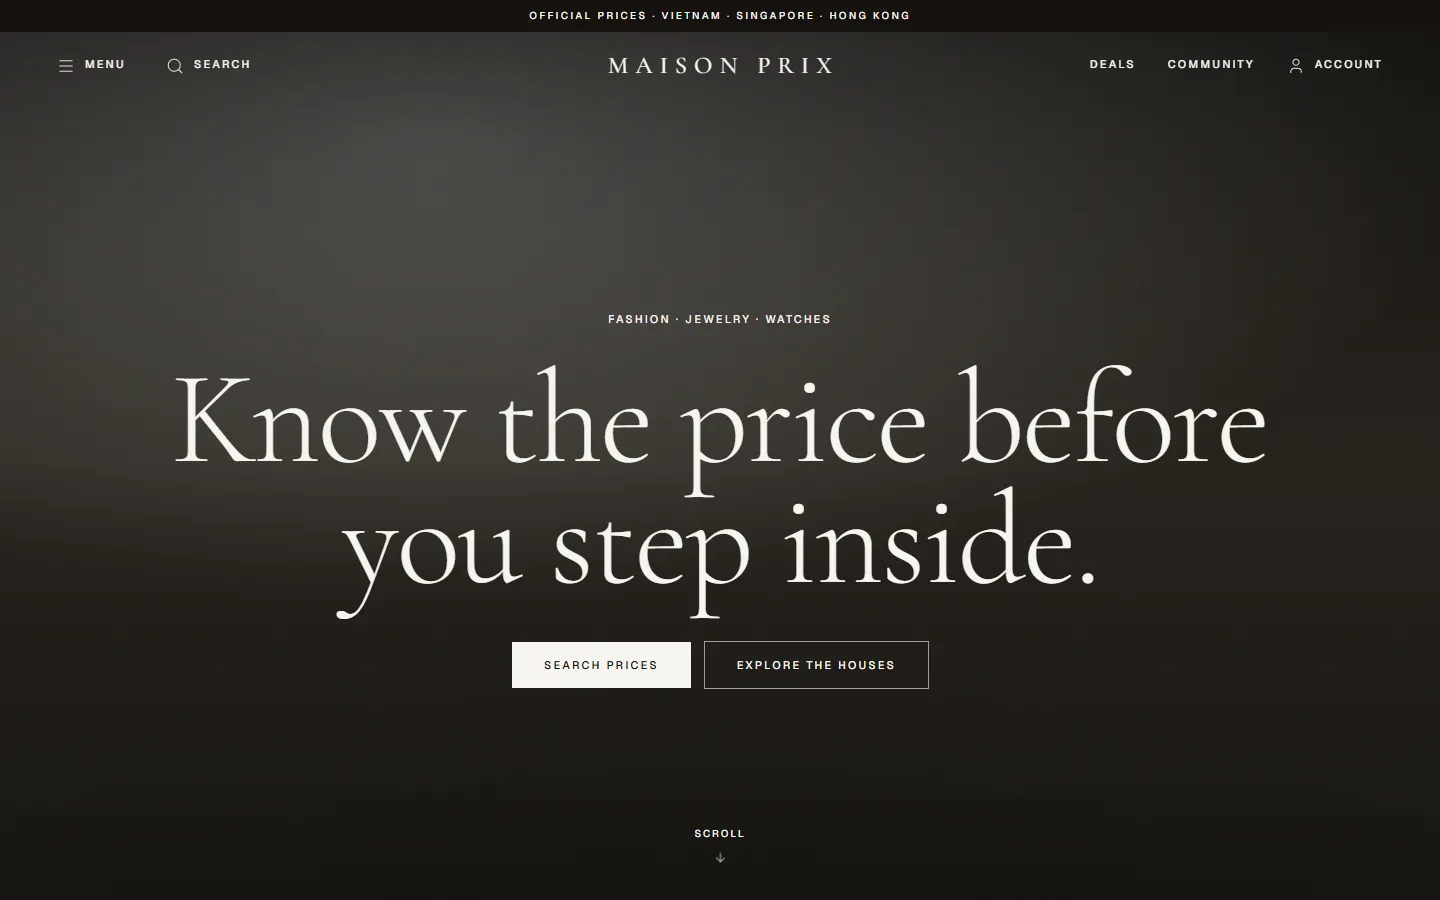 OFFICIAL PRICES · VIETNAM · SINGAPORE · HONG KONG
MENU
SEARCH
MAISON PRIX
DEALS
COMMUNITY
ACCOUNT
FASHION · JEWELRY · WATCHES
Know the price before
you step inside.
SEARCH PRICES
EXPLORE THE HOUSES
SCROLL